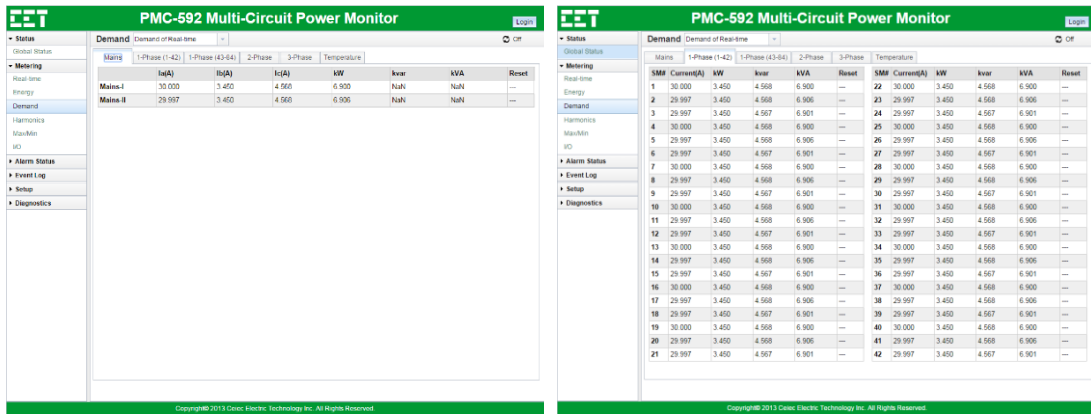 CET
PMC-592 Multi-Circuit Power Monitor
Login
Status
Global Status
Metering
Real-time
Energy
Demand
Harmonics
Max/Min
I/O
Alarm Status
Event Log
Setup
Diagnostics
Demand Demand of Real-time Off
Mains 1-Phase (1-42) 1-Phase (43-84) 2-Phase 3-Phase Temperature
Ia(A) Ib(A) Ic(A) kW kvar kVA Reset
Mains-I 30.000 3.450 4.568 6.900 NaN NaN ---
Mains-II 29.997 3.450 4.568 6.906 NaN NaN ---
Copyright© 2013 Ceiec Electric Technology Inc. All Rights Reserved.
CET
PMC-592 Multi-Circuit Power Monitor
Login
Status
Global Status
Metering
Real-time
Energy
Demand
Harmonics
Max/Min
I/O
Alarm Status
Event Log
Setup
Diagnostics
Demand Demand of Real-time Off
Mains 1-Phase (1-42) 1-Phase (43-84) 2-Phase 3-Phase Temperature
SM# Current(A) kW kvar kVA Reset SM# Current(A) kW kvar kVA Reset
1 30.000 3.450 4.568 6.900 --- 22 30.000 3.450 4.568 6.900 ---
2 29.997 3.450 4.568 6.906 --- 23 29.997 3.450 4.568 6.906 ---
3 29.997 3.450 4.567 6.901 --- 24 29.997 3.450 4.567 6.901 ---
4 30.000 3.450 4.568 6.900 --- 25 30.000 3.450 4.568 6.900 ---
5 29.997 3.450 4.568 6.906 --- 26 29.997 3.450 4.568 6.906 ---
6 29.997 3.450 4.567 6.901 --- 27 29.997 3.450 4.567 6.901 ---
7 30.000 3.450 4.568 6.900 --- 28 30.000 3.450 4.568 6.900 ---
8 29.997 3.450 4.568 6.906 --- 29 29.997 3.450 4.568 6.906 ---
9 29.997 3.450 4.567 6.901 --- 30 29.997 3.450 4.567 6.901 ---
10 30.000 3.450 4.568 6.900 --- 31 30.000 3.450 4.568 6.900 ---
11 29.997 3.450 4.568 6.906 --- 32 29.997 3.450 4.568 6.906 ---
12 29.997 3.450 4.567 6.901 --- 33 29.997 3.450 4.567 6.901 ---
13 30.000 3.450 4.568 6.900 --- 34 30.000 3.450 4.568 6.900 ---
14 29.997 3.450 4.568 6.906 --- 35 29.997 3.450 4.568 6.906 ---
15 29.997 3.450 4.567 6.901 --- 36 29.997 3.450 4.567 6.901 ---
16 30.000 3.450 4.568 6.900 --- 37 30.000 3.450 4.568 6.900 ---
17 29.997 3.450 4.568 6.906 --- 38 29.997 3.450 4.568 6.906 ---
18 29.997 3.450 4.567 6.901 --- 39 29.997 3.450 4.567 6.901 ---
19 30.000 3.450 4.568 6.900 --- 40 30.000 3.450 4.568 6.900 ---
20 29.997 3.450 4.568 6.906 --- 41 29.997 3.450 4.568 6.906 ---
21 29.997 3.450 4.567 6.901 --- 42 29.997 3.450 4.567 6.901 ---
Copyright© 2013 Ceiec Electric Technology Inc. All Rights Reserved.